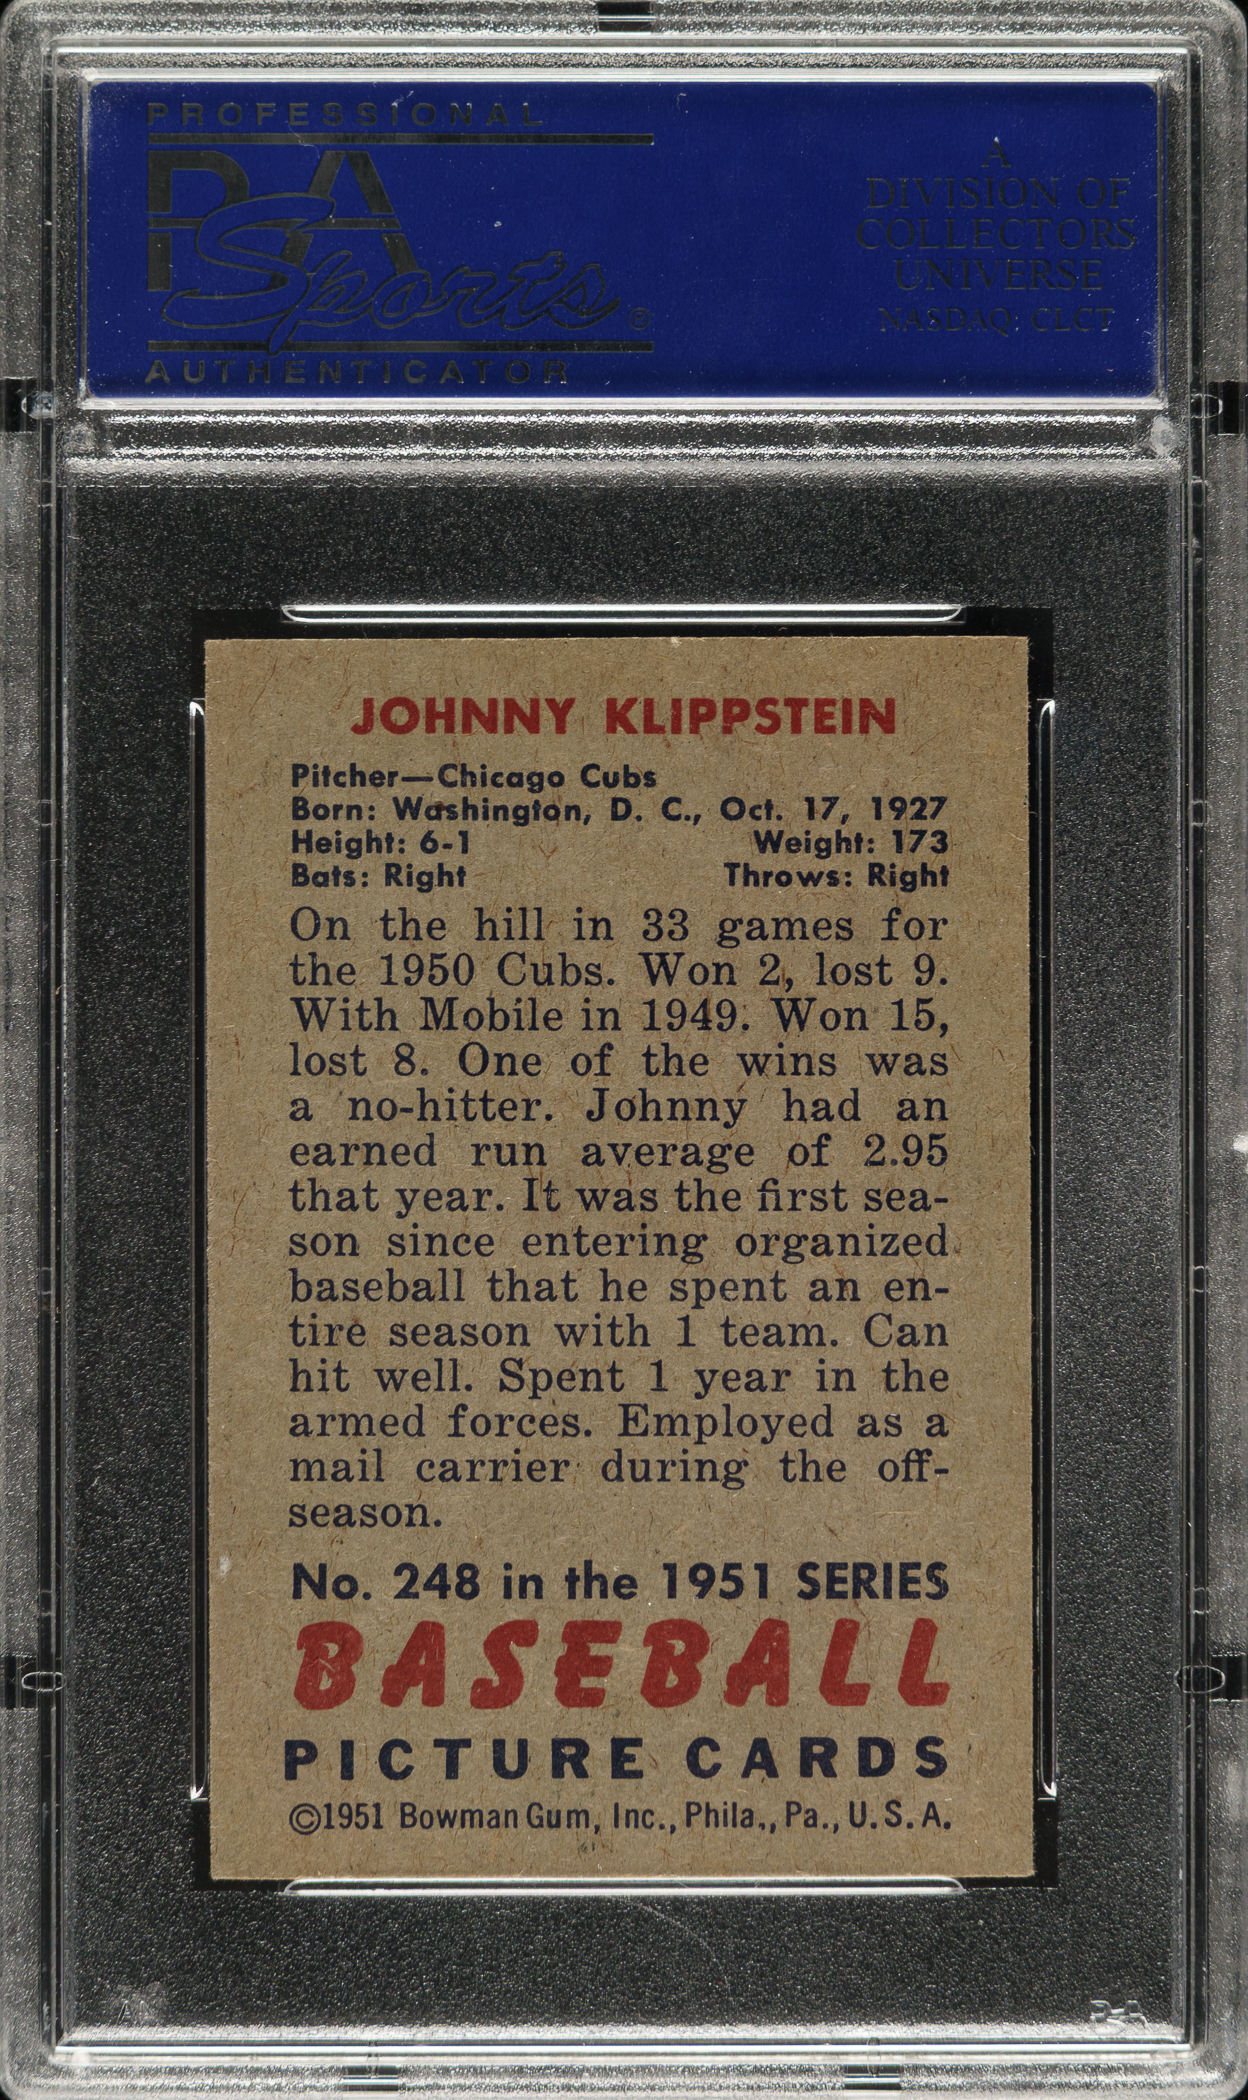 PROFESSIONAL
PSA
Sports®
AUTHENTICATOR
A
DIVISION OF
COLLECTORS
UNIVERSE
NASDAQ: CLCT
JOHNNY KLIPPSTEIN
Pitcher—Chicago Cubs
Born: Washington, D. C., Oct. 17, 1927
Height: 6-1 Weight: 173
Bats: Right Throws: Right
On the hill in 33 games for
the 1950 Cubs. Won 2, lost 9.
With Mobile in 1949. Won 15,
lost 8. One of the wins was
a no-hitter. Johnny had an
earned run average of 2.95
that year. It was the first sea-
son since entering organized
baseball that he spent an en-
tire season with 1 team. Can
hit well. Spent 1 year in the
armed forces. Employed as a
mail carrier during the off-
season.
No. 248 in the 1951 SERIES
BASEBALL
PICTURE CARDS
©1951 Bowman Gum, Inc., Phila., Pa., U.S.A.
PSA